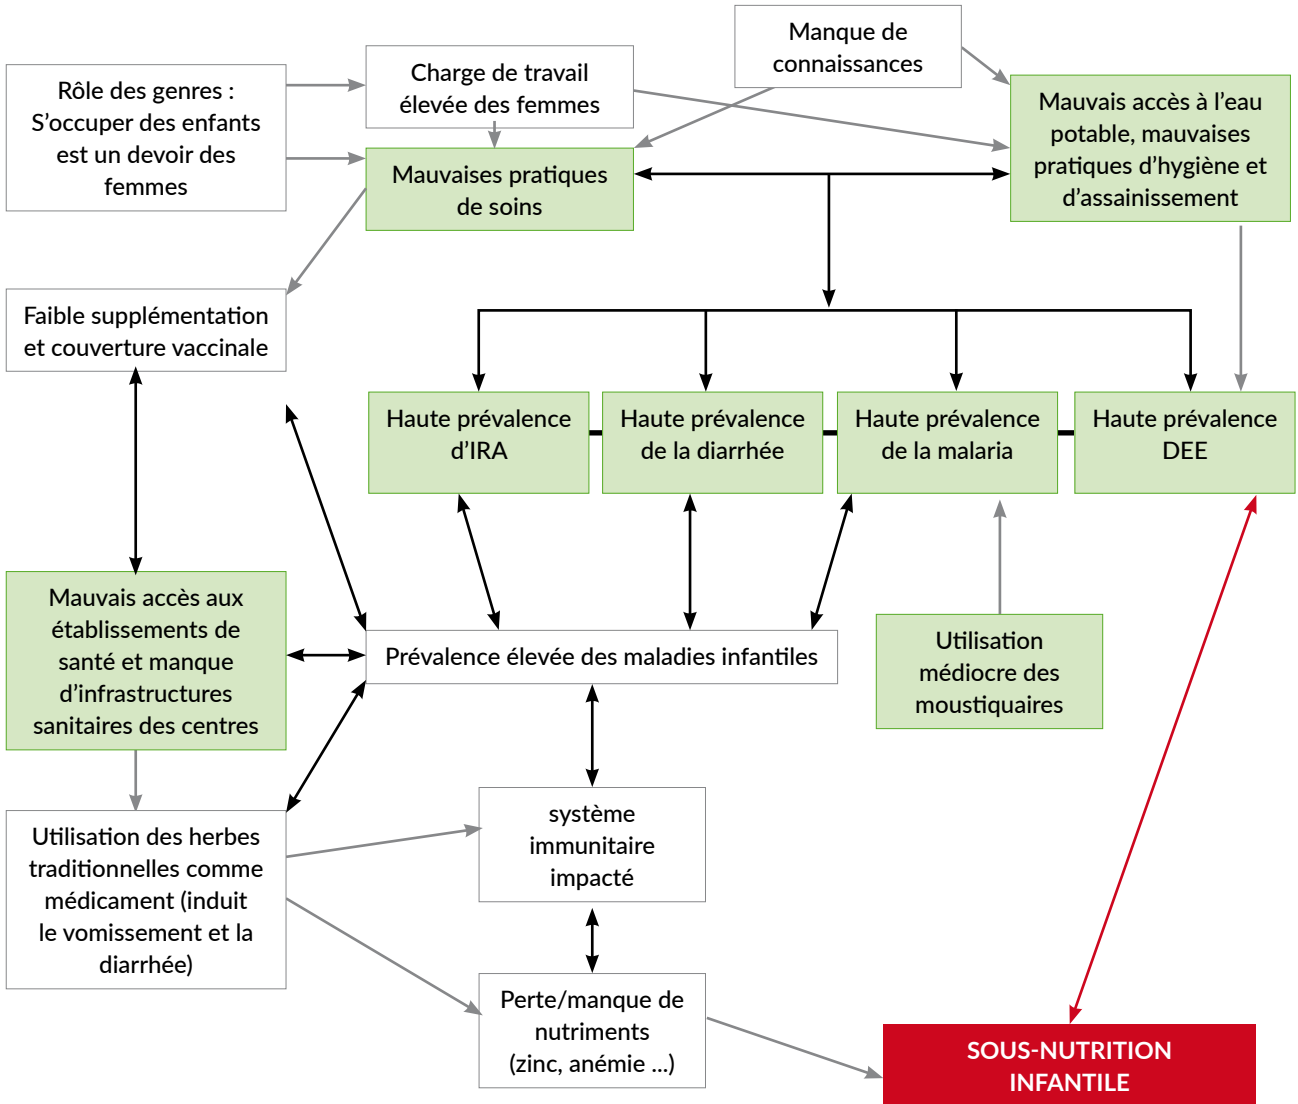 Manque de
connaissances
Rôle des genres :
S’occuper des enfants
est un devoir des
femmes
Charge de travail
élevée des femmes
Mauvais accès à l’eau
potable, mauvaises
pratiques d’hygiène et
d’assainissement
Mauvaises pratiques
de soins
Faible supplémentation
et couverture vaccinale
Haute prévalence
d’IRA
Haute prévalence
de la diarrhée
Haute prévalence
de la malaria
Haute prévalence
DEE
Mauvais accès aux
établissements de
santé et manque
d’infrastructures
sanitaires des centres
Prévalence élevée des maladies infantiles
Utilisation
médiocre des
moustiquaires
Utilisation des herbes
traditionnelles comme
médicament (induit
le vomissement et la
diarrhée)
système
immunitaire
impacté
Perte/manque de
nutriments
(zinc, anémie ...)
SOUS-NUTRITION
INFANTILE